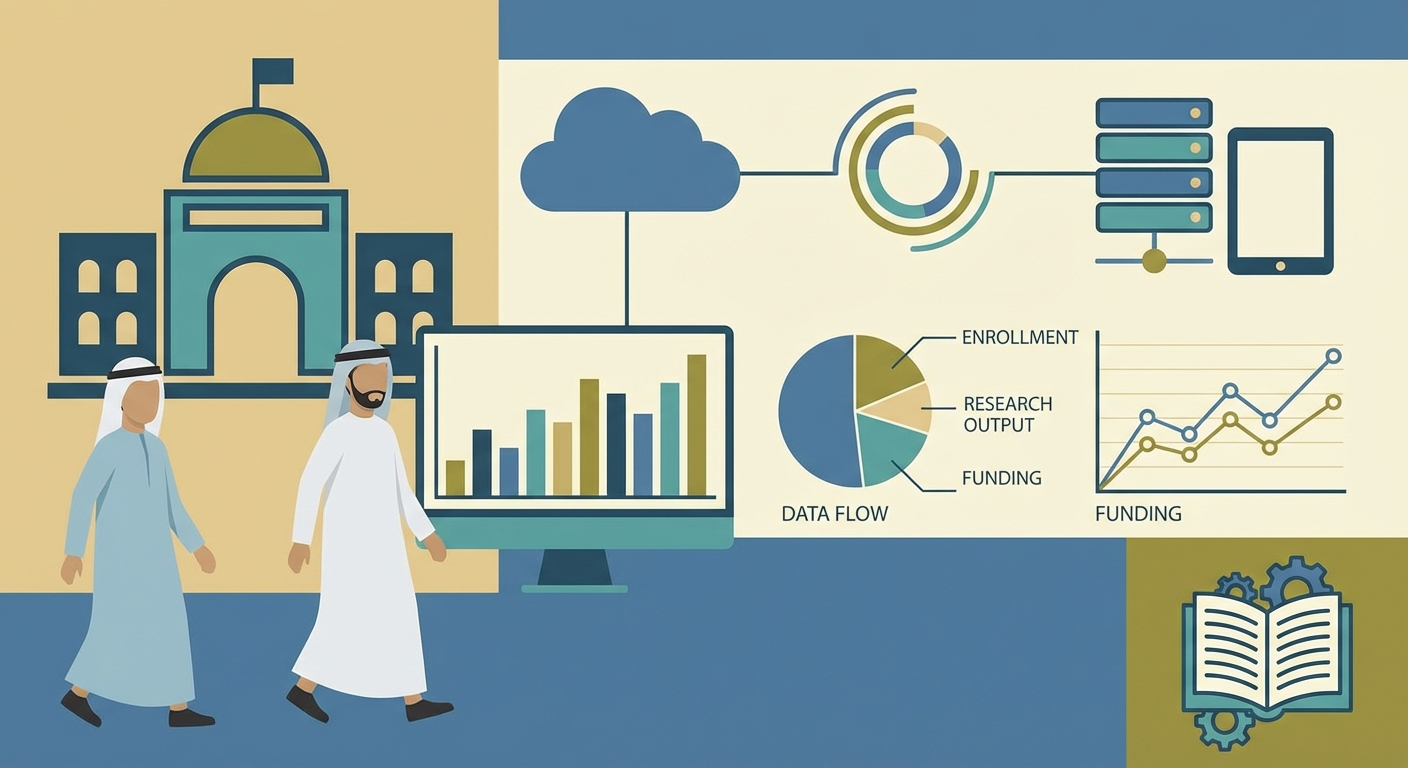 ENROLLMENT
RESEARCH
OUTPUT
FUNDING
DATA FLOW
FUNDING